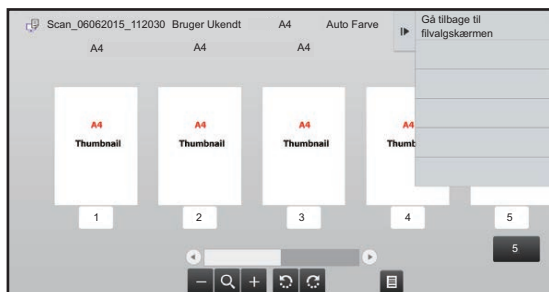 Scan_06062015_112030 Bruger Ukendt A4 Auto Farve
Gå tilbage til
filvalgskærmen
A4 A4 A4
A4 A4 A4 A4
Thumbnail Thumbnail Thumbnail Thumb
1 2 3 4 5
5